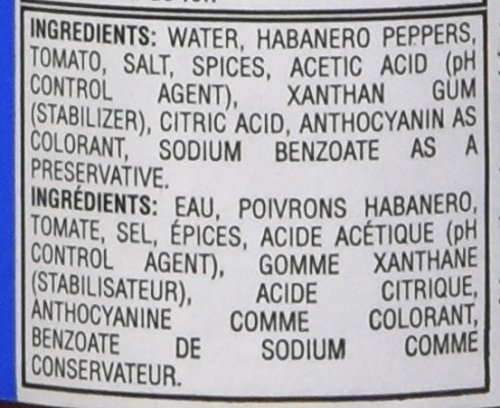 INGREDIENTS: WATER, HABANERO PEPPERS,
TOMATO, SALT, SPICES, ACETIC ACID (pH
CONTROL AGENT), XANTHAN GUM
(STABILIZER), CITRIC ACID, ANTHOCYANIN AS
COLORANT, SODIUM BENZOATE AS A
PRESERVATIVE.
INGRÉDIENTS: EAU, POIVRONS HABANERO,
TOMATE, SEL, ÉPICES, ACIDE ACÉTIQUE (pH
CONTROL AGENT), GOMME XANTHANE
(STABILISATEUR), ACIDE CITRIQUE,
ANTHOCYANINE COMME COLORANT,
BENZOATE DE SODIUM COMME
CONSERVATEUR.